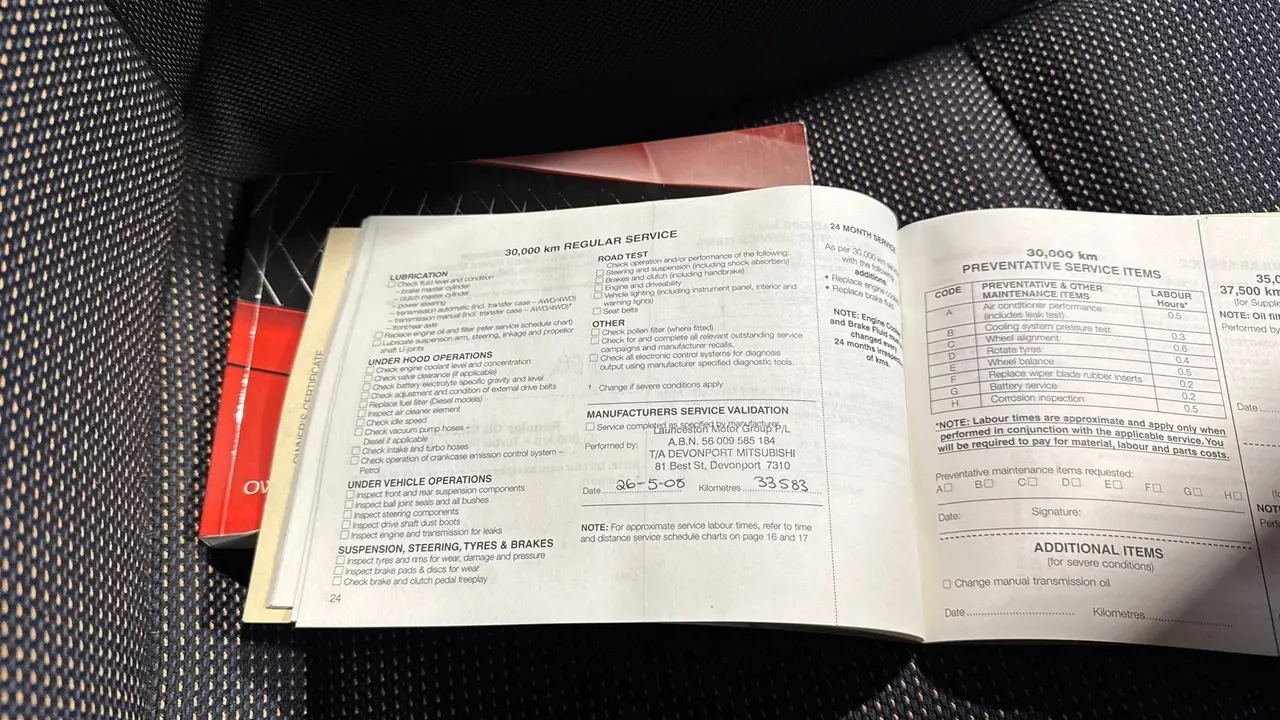 30,000 km REGULAR SERVICE
LUBRICATION
Check fluid level and condition
– brake master cylinder
– clutch master cylinder
– power steering
– transmission automatic (incl. transfer case – AWD/4WD)
– transmission manual (incl. transfer case – AWD/4WD)†
– front/rear axle
Replace engine oil and filter (refer service schedule chart)
Lubricate suspension arm, steering, linkage and propellor
shaft U-joints
UNDER HOOD OPERATIONS
Check engine coolant level and concentration
Check valve clearance (if applicable)
Check battery electrolyte specific gravity and level
Check adjustment and condition of external drive belts
Replace fuel filter (Diesel models)
Inspect air cleaner element
Check idle speed
Check vacuum pump hoses –
Diesel if applicable
Check intake and turbo hoses
Check operation of crankcase emission control system –
Petrol
UNDER VEHICLE OPERATIONS
Inspect front and rear suspension components
Inspect ball joint seals and all bushes
Inspect steering components
Inspect drive shaft dust boots
Inspect engine and transmission for leaks
SUSPENSION, STEERING, TYRES & BRAKES
Inspect tyres and rims for wear, damage and pressure
Inspect brake pads & discs for wear
Check brake and clutch pedal freeplay
24
ROAD TEST
Check operation and/or performance of the following:
Steering and suspension (including shock absorbers)
Brakes and clutch (including handbrake)
Engine and driveability
Vehicle lighting (including instrument panel, interior and
warning lights)
Seat belts
OTHER
Check pollen filter (where fitted)
Check for and complete all relevant outstanding service
campaigns and manufacturer recalls.
Check all electronic control systems for diagnosis
output using manufacturer specified diagnostic tools.
† Change if severe conditions apply
MANUFACTURERS SERVICE VALIDATION
Service completed as specified by manufacturer.
Launceston Motor Group P/L
Performed by: A.B.N. 56 009 585 184
T/A DEVONPORT MITSUBISHI
81 Best St, Devonport 7310
Date 26-5-08 Kilometres 33583
NOTE: For approximate service labour times, refer to time
and distance service schedule charts on page 16 and 17
24 MONTH SERVICE
As per 30,000 km
with the following
additions
• Replace engine
• Replace brake
NOTE: Engine
and Brake Fluid
changed every
24 months
of kms.
30,000 km
PREVENTATIVE SERVICE ITEMS
CODE PREVENTATIVE & OTHER MAINTENANCE ITEMS LABOUR Hours*
A Air conditioner performance (includes leak test) 0.5
Cooling system pressure test 0.3
C Wheel alignment 0.6
D Rotate tyres 0.4
E Wheel balance 0.5
F Replace wiper blade rubber inserts 0.2
G Battery service 0.2
H Corrosion inspection 0.5
*NOTE: Labour times are approximate and apply only when
performed in conjunction with the applicable service. You
will be required to pay for material, labour and parts costs.
Preventative maintenance items requested:
A B C D E F G H
Date: Signature:
ADDITIONAL ITEMS
(for severe conditions)
Change manual transmission oil
Date Kilometres
37,500 km
NOTE: Oil
Performed by
Date
OWNER'S CERTIFICATE